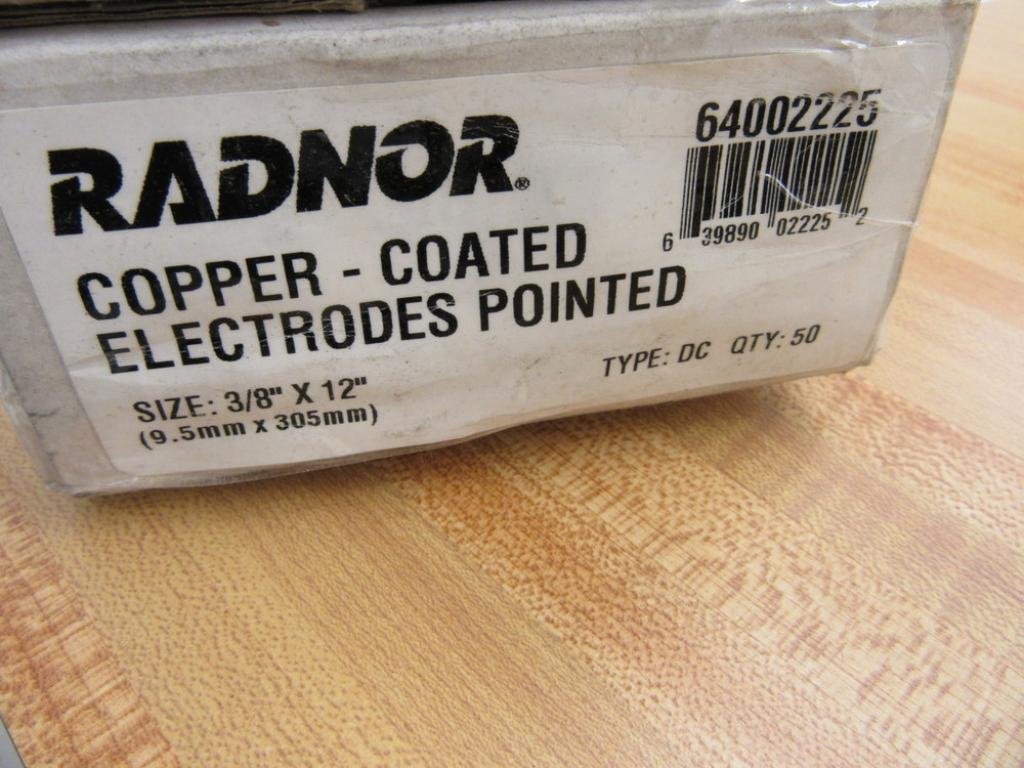 RADNOR®
COPPER - COATED
ELECTRODES POINTED
SIZE: 3/8" X 12"
(9.5mm x 305mm)
TYPE: DC QTY: 50
64002225
6 39890 02225 2